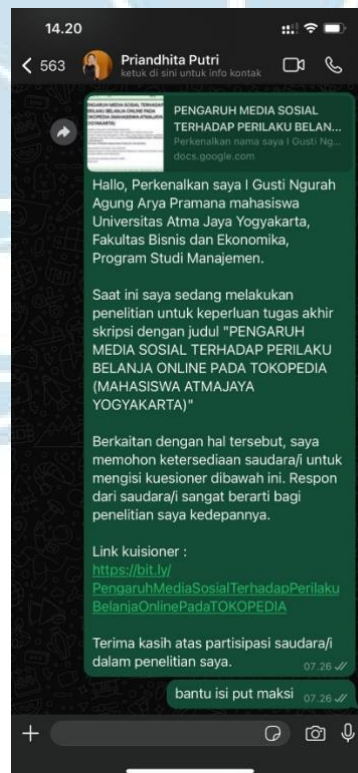 14.20
563
Priandhita Putri
ketuk di sini untuk info kontak
PENGARUH MEDIA SOSIAL
TERHADAP PERILAKU BELAN...
Perkenalkan nama saya I Gusti Ng...
docs.google.com
Hallo, Perkenalkan saya I Gusti Ngurah
Agung Arya Pramana mahasiswa
Universitas Atma Jaya Yogyakarta,
Fakultas Bisnis dan Ekonomika,
Program Studi Manajemen.
Saat ini saya sedang melakukan
penelitian untuk keperluan tugas akhir
skripsi dengan judul "PENGARUH
MEDIA SOSIAL TERHADAP PERILAKU
BELANJA ONLINE PADA TOKOPEDIA
(MAHASISWA ATMAJAYA
YOGYAKARTA)"
Berkaitan dengan hal tersebut, saya
memohon ketersediaan saudara/i untuk
mengisi kuesioner dibawah ini. Respon
dari saudara/i sangat berarti bagi
penelitian saya kedepannya.
Link kuisioner :
https://bit.ly/
PengaruhMediaSosialTerhadapPerilaku
BelanjaOnlinePadaTOKOPEDIA
Terima kasih atas partisipasi saudara/i
dalam penelitian saya. 07.26
bantu isi put maksi 07.26